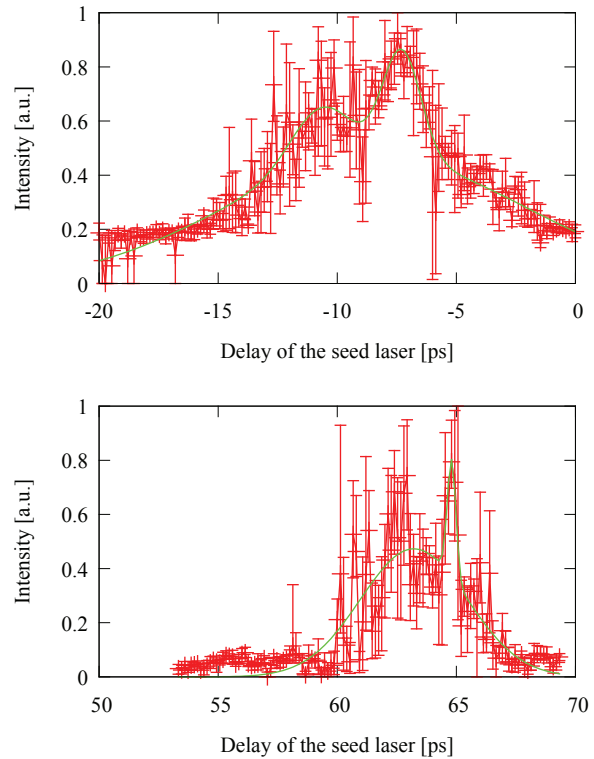 1
0.8
0.6
0.4
0.2
0
Intensity [a.u.]
-20 -15 -10 -5 0
Delay of the seed laser [ps]
1
0.8
0.6
0.4
0.2
0
Intensity [a.u.]
50 55 60 65 70
Delay of the seed laser [ps]